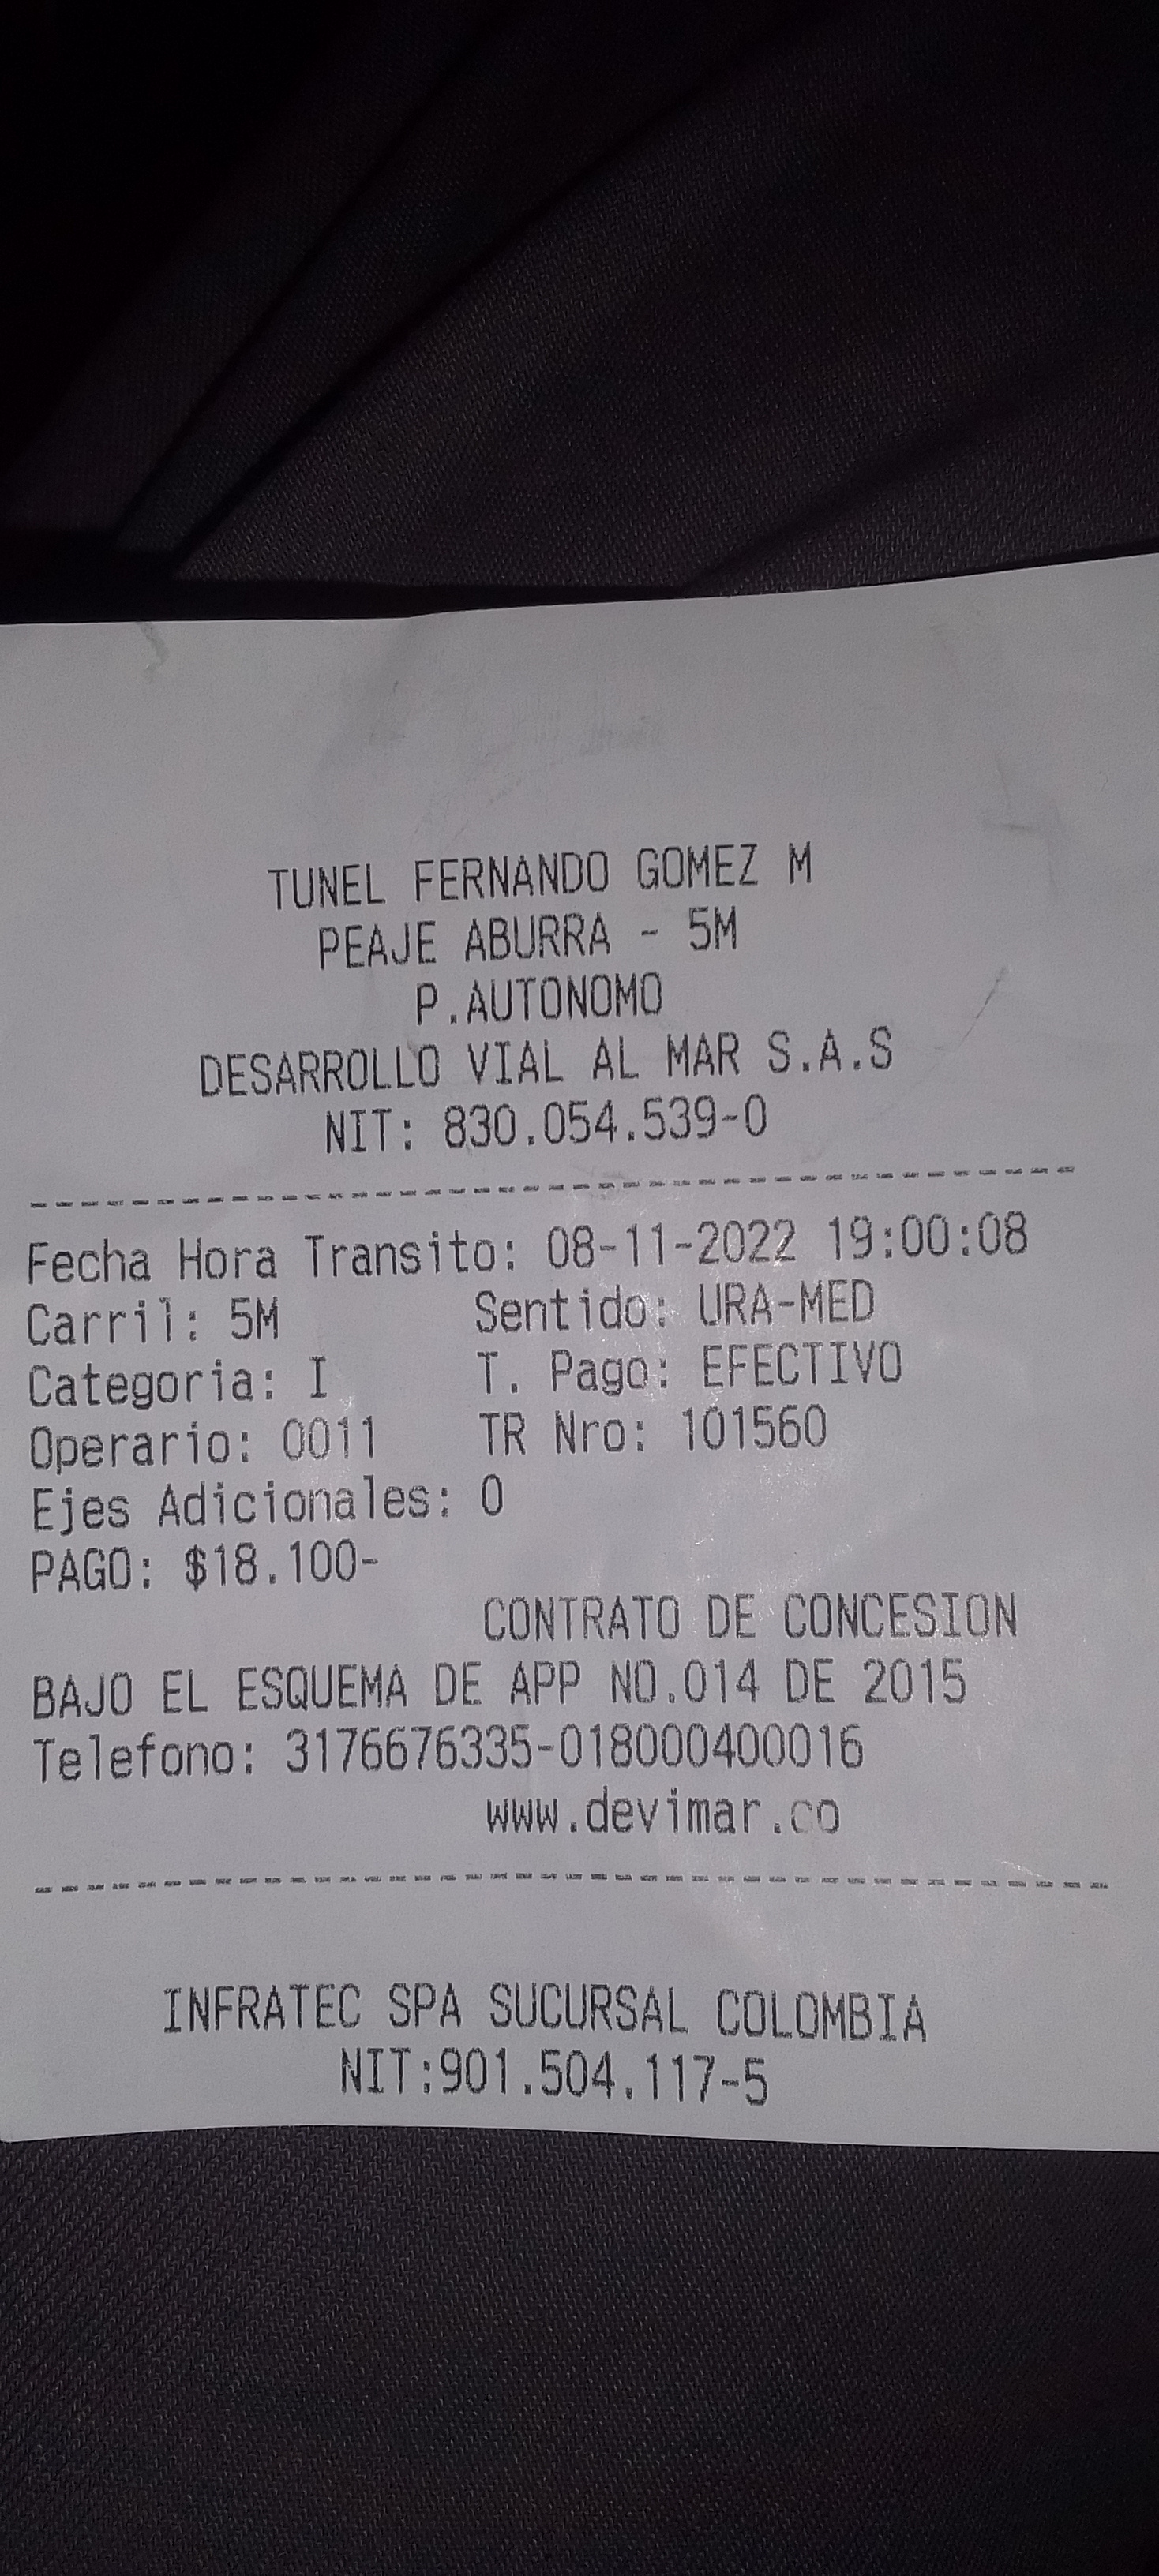 TUNEL FERNANDO GOMEZ M
PEAJE ABURRA - 5M
P.AUTONOMO
DESARROLLO VIAL AL MAR S.A.S
NIT: 830.054.539-0
Fecha Hora Transito: 08-11-2022 19:00:08
Carril: 5M Sentido: URA-MED
Categoria: I T. Pago: EFECTIVO
Operario: 0011 TR Nro: 101560
Ejes Adicionales: 0
PAGO: $18.100-
CONTRATO DE CONCESION
BAJO EL ESQUEMA DE APP NO.014 DE 2015
Telefono: 3176676335-018000400016
www.devimar.co
INFRATEC SPA SUCURSAL COLOMBIA
NIT:901.504.117-5